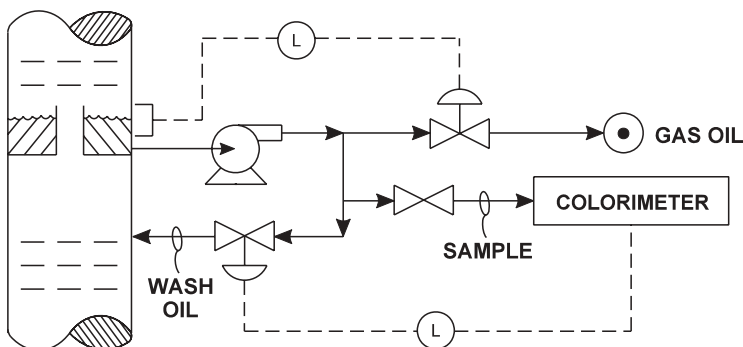 L
GAS OIL
COLORIMETER
SAMPLE
WASH
OIL
L